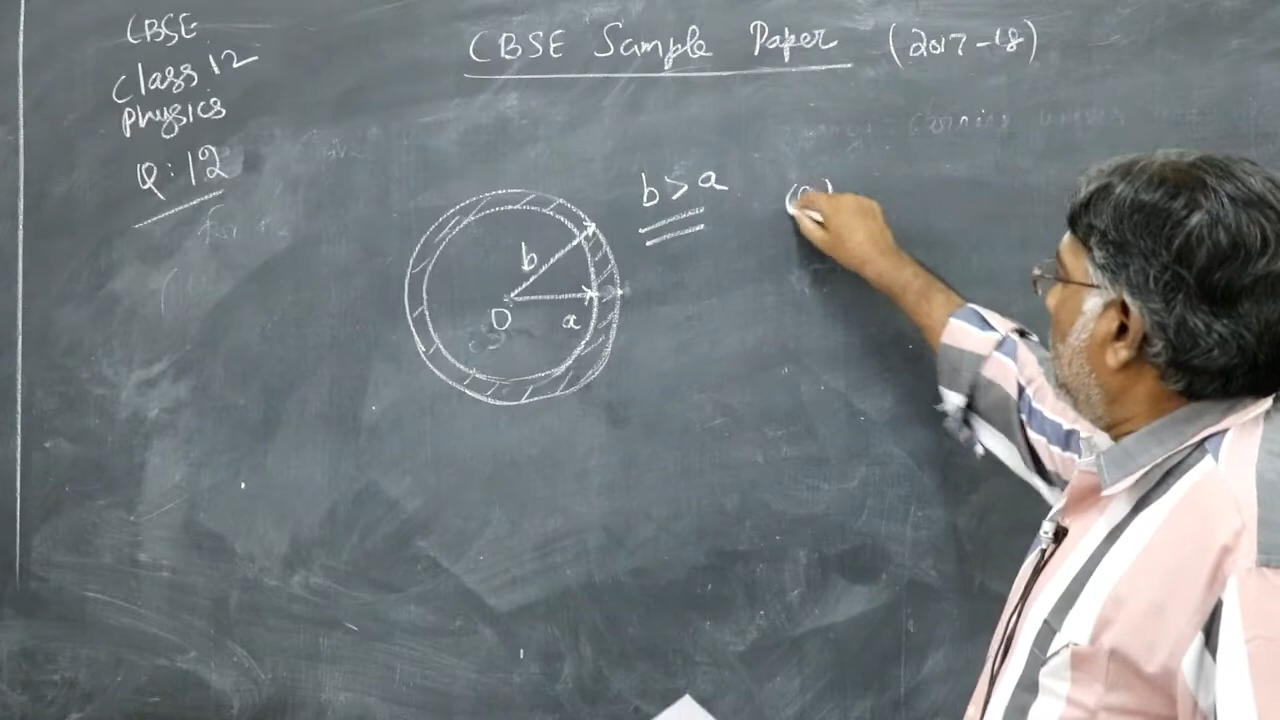 CBSE
Class 12
Physics
Q: 12
CBSE Sample Paper (2017-18)
b > a
(a)
b
O
a